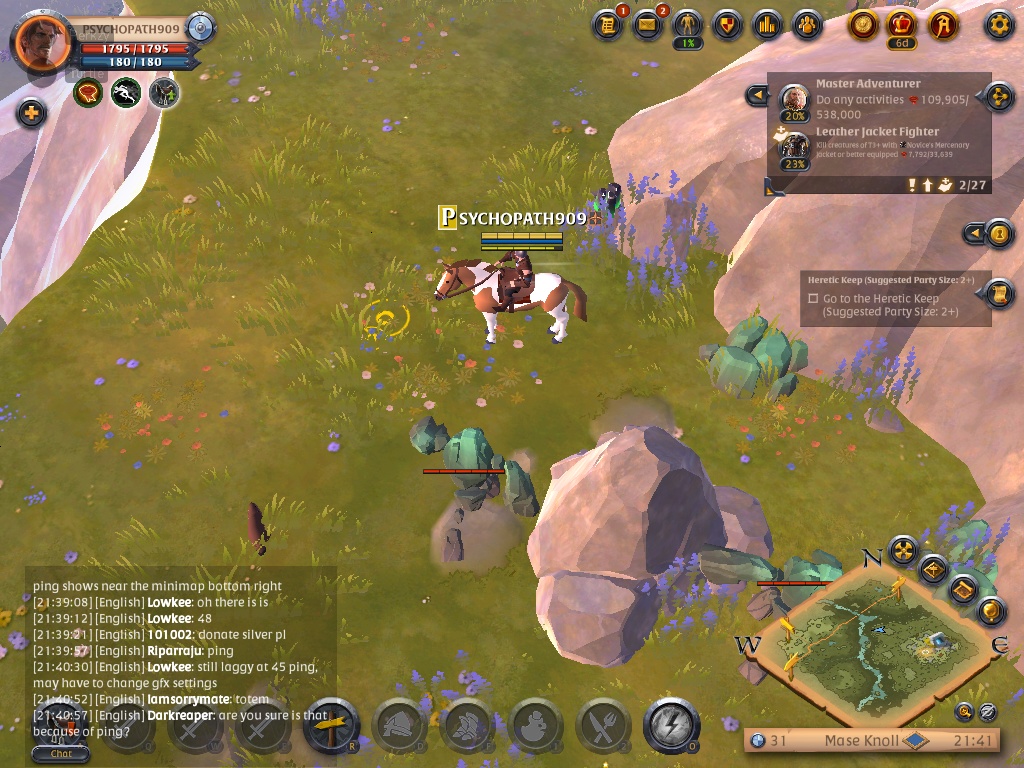 PSYCHOPATH909
1795 / 1795
180 / 180
1
2
1%
6d
Master Adventurer
Do any activities 109,905/
538,000
20%
Leather Jacket Fighter
Kill creatures of T3+ with Novice's Mercenary
Jacket or better equipped 7,792/33,639
23%
2/27
PSYCHOPATH909
Heretic Keep (Suggested Party Size: 2+)
Go to the Heretic Keep
(Suggested Party Size: 2+)
ping shows near the minimap bottom right
[21:39:08] [English] Lowkee: oh there is is
[21:39:12] [English] Lowkee: 48
[21:39:21] [English] 101002: donate silver pl
[21:39:57] [English] Riparraju: ping
[21:40:30] [English] Lowkee: still laggy at 45 ping,
may have to change gfx settings
[21:40:52] [English] Iamsorrymate: totem
[21:40:57] [English] Darkreaper: are you sure is that
because of ping?
Chat
R
O
N
W
E
31
Mase Knoll
21:41